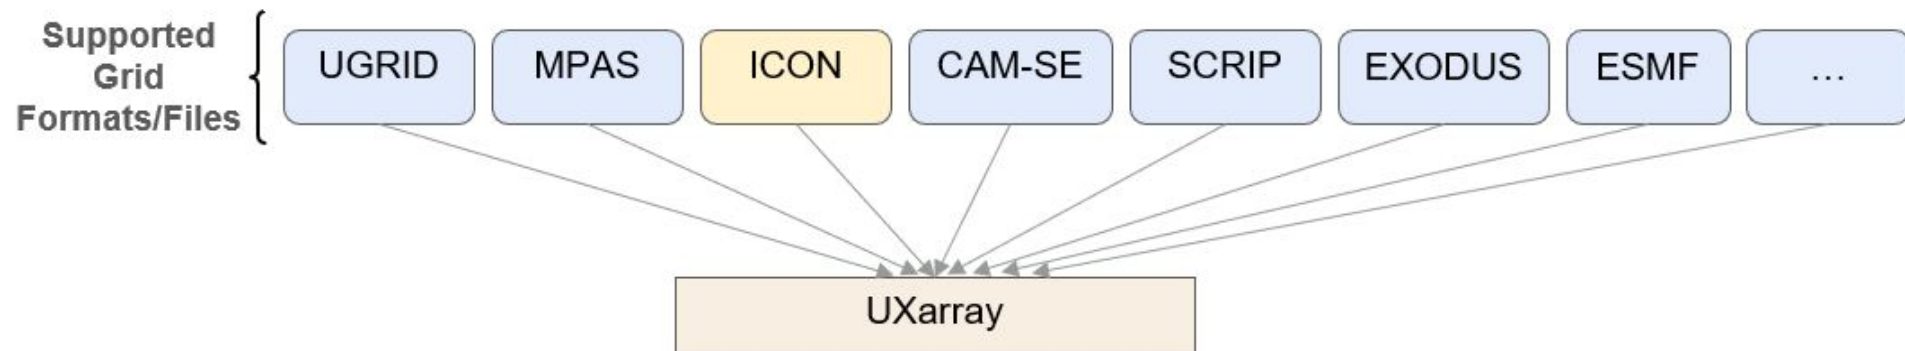 Supported
Grid
Formats/Files
UGRID
MPAS
ICON
CAM-SE
SCRIP
EXODUS
ESMF
...
UXarray